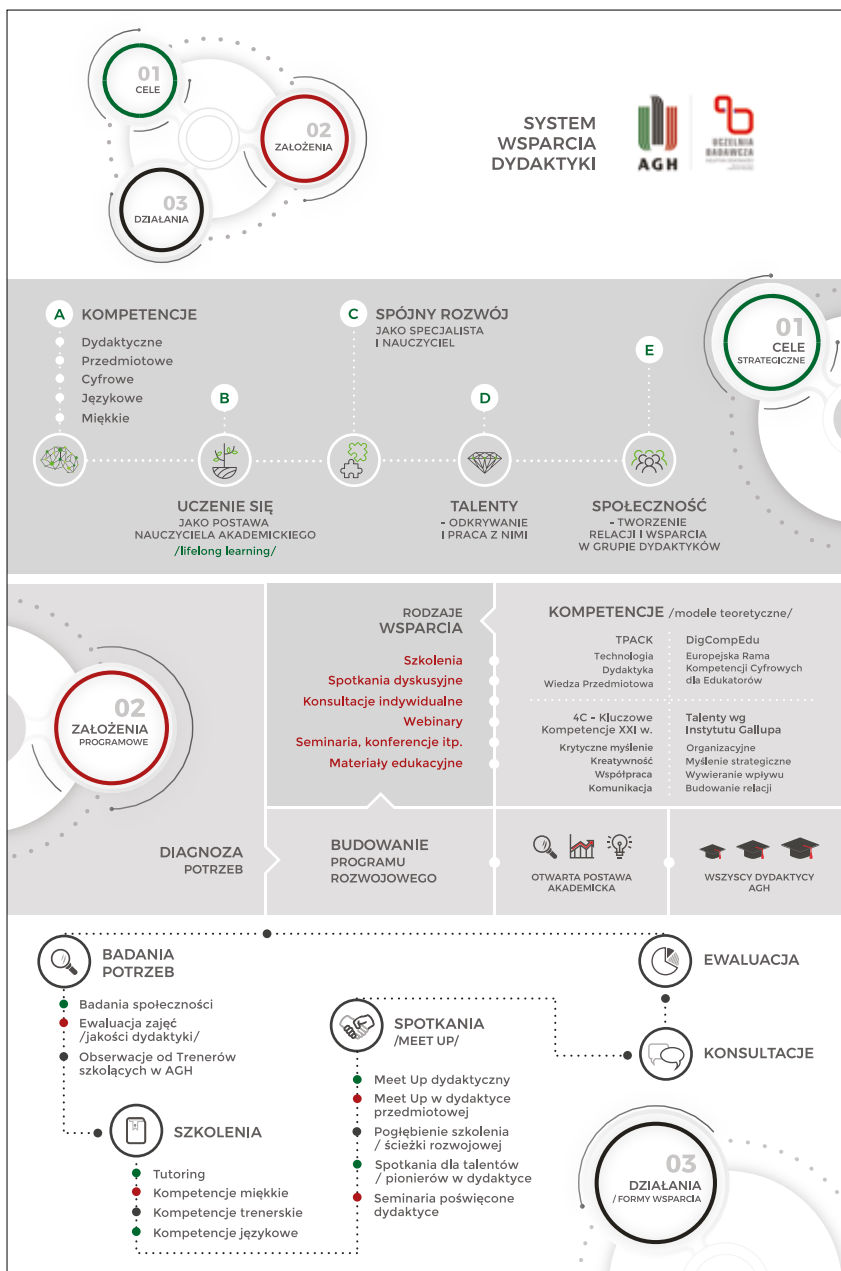 01
CELE
02
ZAŁOŻENIA
03
DZIAŁANIA
SYSTEM
WSPARCIA
DYDAKTYKI
AGH
UCZELNIA
BADAWCZA
A
KOMPETENCJE
Dydaktyczne
Przedmiotowe
Cyfrowe
Językowe
Miękkie
B
UCZENIE SIĘ
JAKO POSTAWA
NAUCZYCIELA AKADEMICKIEGO
/lifelong learning/
C
SPÓJNY ROZWÓJ
JAKO SPECJALISTA
I NAUCZYCIEL
D
TALENTY
- ODKRYWANIE
I PRACA Z NIMI
E
SPOŁECZNOŚĆ
- TWORZENIE
RELACJI I WSPARCIA
W GRUPIE DYDAKTYKÓW
01
CELE
STRATEGICZNE
02
ZAŁOŻENIA
PROGRAMOWE
DIAGNOZA
POTRZEB
RODZAJE
WSPARCIA
Szkolenia
Spotkania dyskusyjne
Konsultacje indywidualne
Webinary
Seminaria, konferencje itp.
Materiały edukacyjne
BUDOWANIE
PROGRAMU
ROZWOJOWEGO
KOMPETENCJE /modele teoretyczne/
TPACK
Technologia
Dydaktyka
Wiedza Przedmiotowa
DigCompEdu
Europejska Rama
Kompetencji Cyfrowych
dla Edukatorów
4C - Kluczowe
Kompetencje XXI w.
Krytyczne myślenie
Kreatywność
Współpraca
Komunikacja
Talenty wg
Instytutu Gallupa
Organizacyjne
Myślenie strategiczne
Wywieranie wpływu
Budowanie relacji
OTWARTA POSTAWA
AKADEMICKA
WSZYSCY DYDAKTYCY
AGH
BADANIA
POTRZEB
Badania społeczności
Ewaluacja zajęć
/jakości dydaktyki/
Obserwacje od Trenerów
szkolących w AGH
SZKOLENIA
Tutoring
Kompetencje miękkie
Kompetencje trenerskie
Kompetencje językowe
SPOTKANIA
/MEET UP/
Meet Up dydaktyczny
Meet Up w dydaktyce
przedmiotowej
Pogłębienie szkolenia
/ ścieżki rozwojowej
Spotkania dla talentów
/ pionierów w dydaktyce
Seminaria poświęcone
dydaktyce
EWALUACJA
KONSULTACJE
03
DZIAŁANIA
/ FORMY WSPARCIA